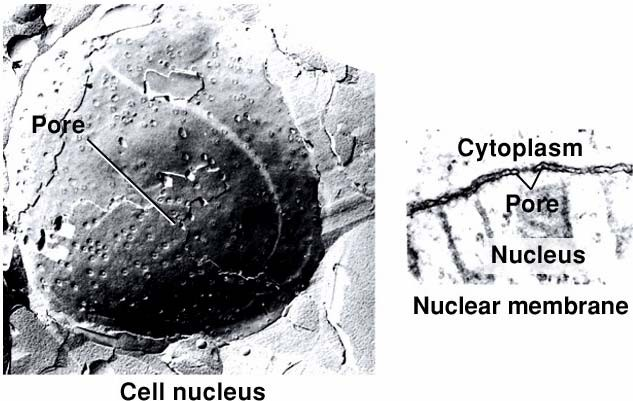 Pore
Cell nucleus
Cytoplasm
Pore
Nucleus
Nuclear membrane